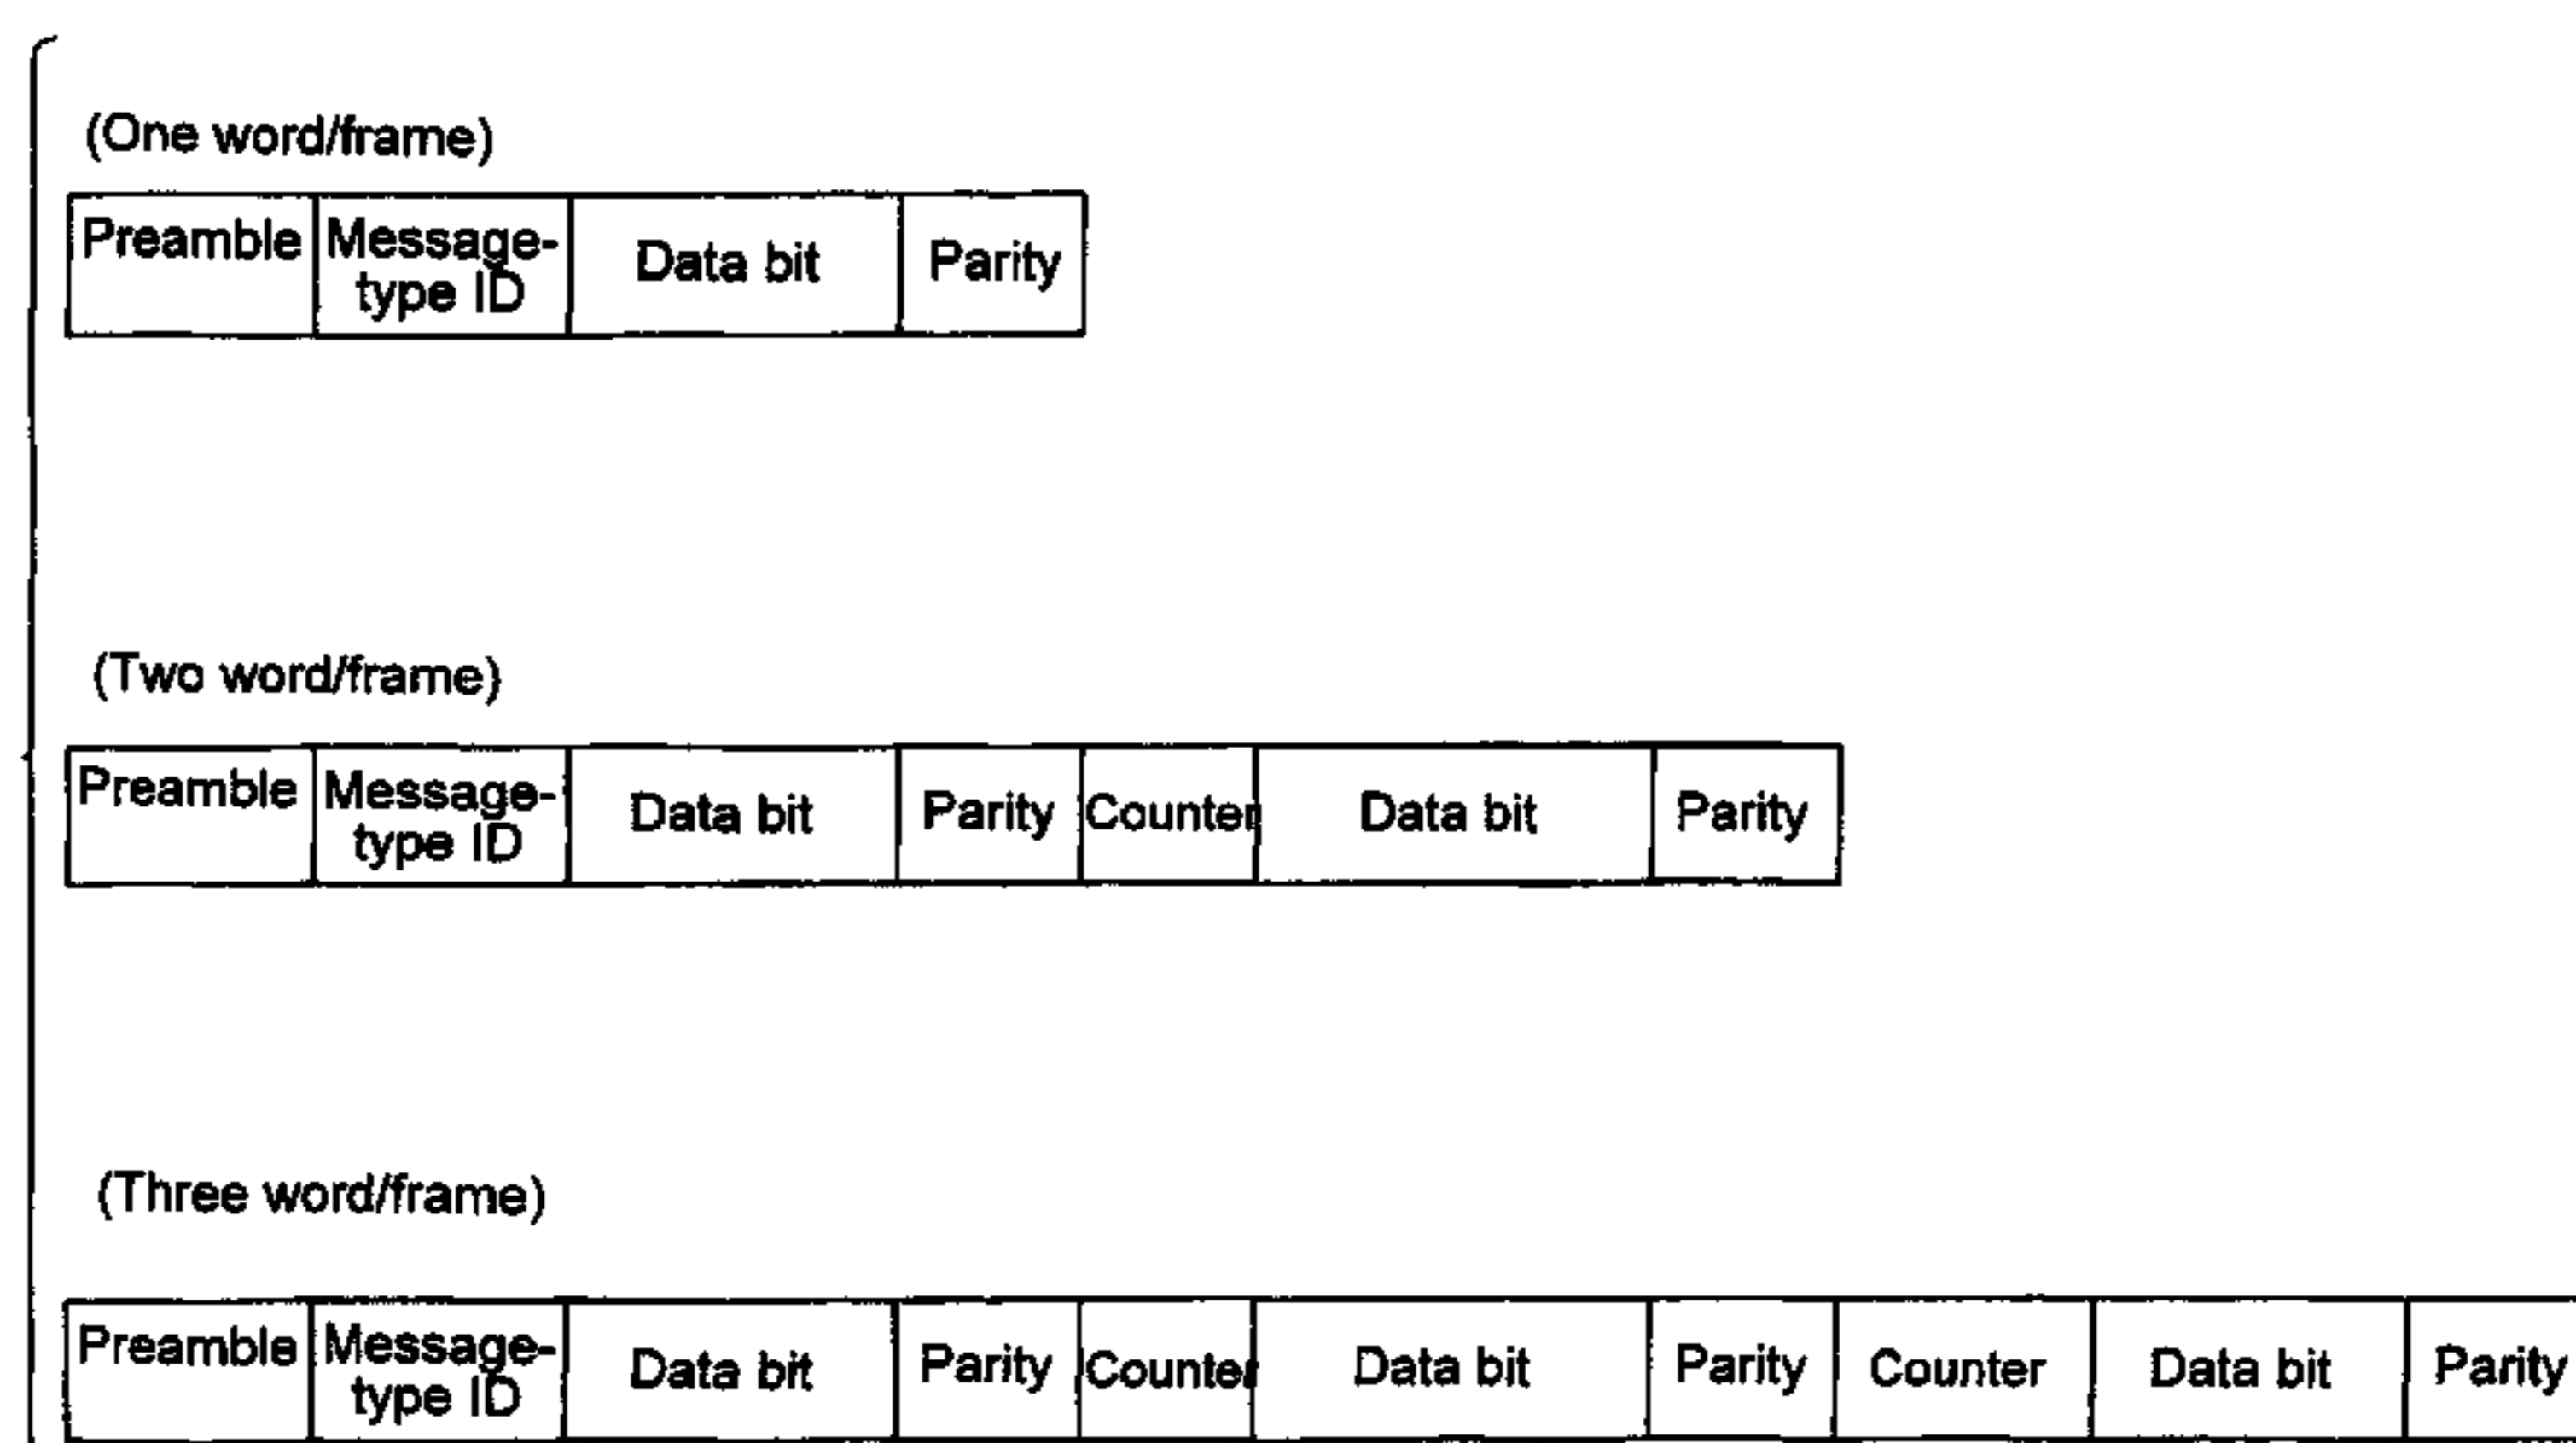 (One word/frame)
Preamble Message-type ID Data bit Parity
(Two word/frame)
Preamble Message-type ID Data bit Parity Counter Data bit Parity
(Three word/frame)
Preamble Message-type ID Data bit Parity Counter Data bit Parity Counter Data bit Parity